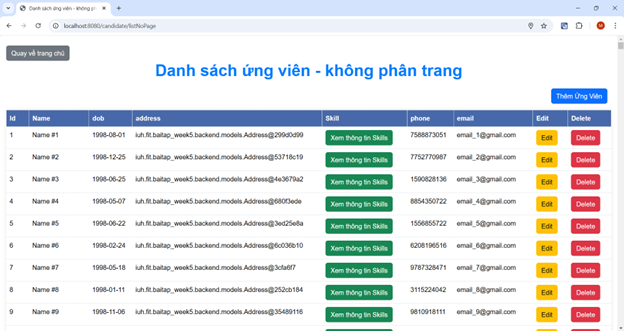 Danh sách ứng viên - không phân trang
localhost:8080/candidate/listNoPage
Quay về trang chủ
Danh sách ứng viên - không phân trang
Thêm Ứng Viên
Id Name dob address Skill phone email Edit Delete
1 Name #1 1998-08-01 iuh.fit.baitap_week5.backend.models.Address@299d0d99 Xem thông tin Skills 7588873051 email_1@gmail.com Edit Delete
2 Name #2 1998-12-25 iuh.fit.baitap_week5.backend.models.Address@53718c19 Xem thông tin Skills 7752770987 email_2@gmail.com Edit Delete
3 Name #3 1998-06-25 iuh.fit.baitap_week5.backend.models.Address@4e3679a2 Xem thông tin Skills 1590828136 email_3@gmail.com Edit Delete
4 Name #4 1998-05-07 iuh.fit.baitap_week5.backend.models.Address@680f3ede Xem thông tin Skills 8854350722 email_4@gmail.com Edit Delete
5 Name #5 1998-06-22 iuh.fit.baitap_week5.backend.models.Address@3ed25e8a Xem thông tin Skills 1556855722 email_5@gmail.com Edit Delete
6 Name #6 1998-02-24 iuh.fit.baitap_week5.backend.models.Address@6c036b10 Xem thông tin Skills 6208196516 email_6@gmail.com Edit Delete
7 Name #7 1998-05-18 iuh.fit.baitap_week5.backend.models.Address@3cfa6f7 Xem thông tin Skills 9787328471 email_7@gmail.com Edit Delete
8 Name #8 1998-01-11 iuh.fit.baitap_week5.backend.models.Address@252cb184 Xem thông tin Skills 3115224042 email_8@gmail.com Edit Delete
9 Name #9 1998-11-06 iuh.fit.baitap_week5.backend.models.Address@35489116 Xem thông tin Skills 9810918111 email_9@gmail.com Edit Delete